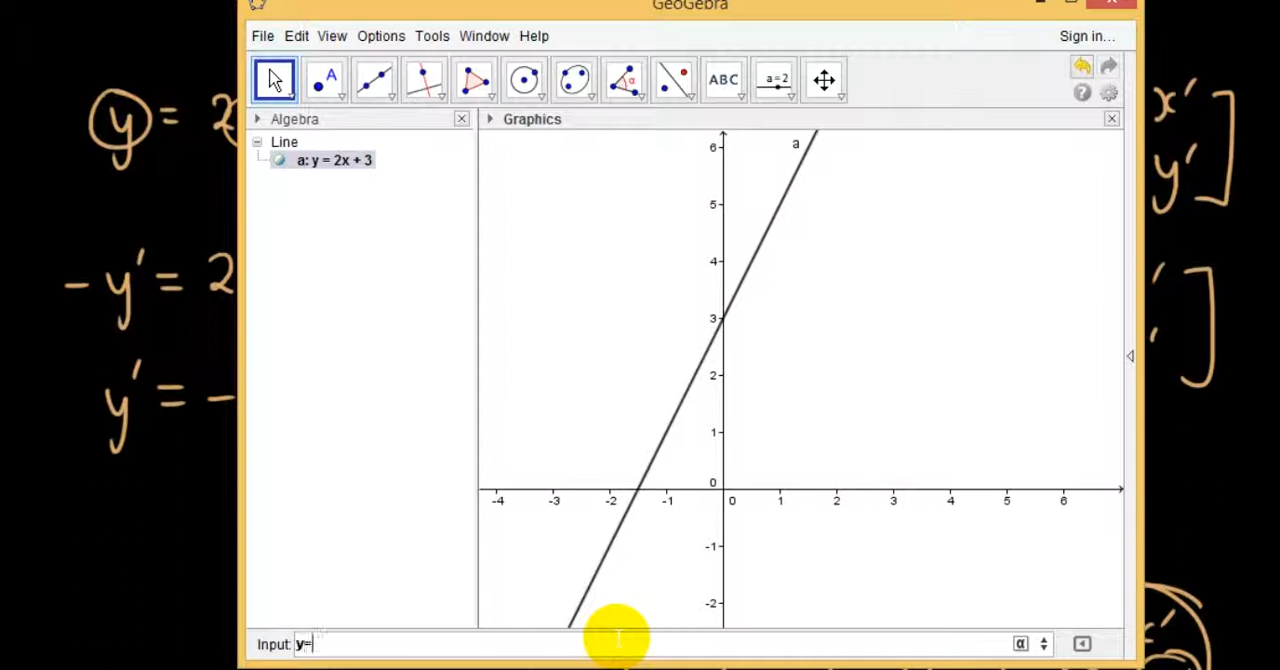 GeoGebra
File Edit View Options Tools Window Help Sign in...
A α ABC a=2
Algebra Graphics
Line
a: y = 2x + 3
a
6
5
4
3
2
1
0
-4 -3 -2 -1 0 1 2 3 4 5 6
-1
-2
Input: y=
α
y = 2
x′
y′
-y′ = 2
y′ = -